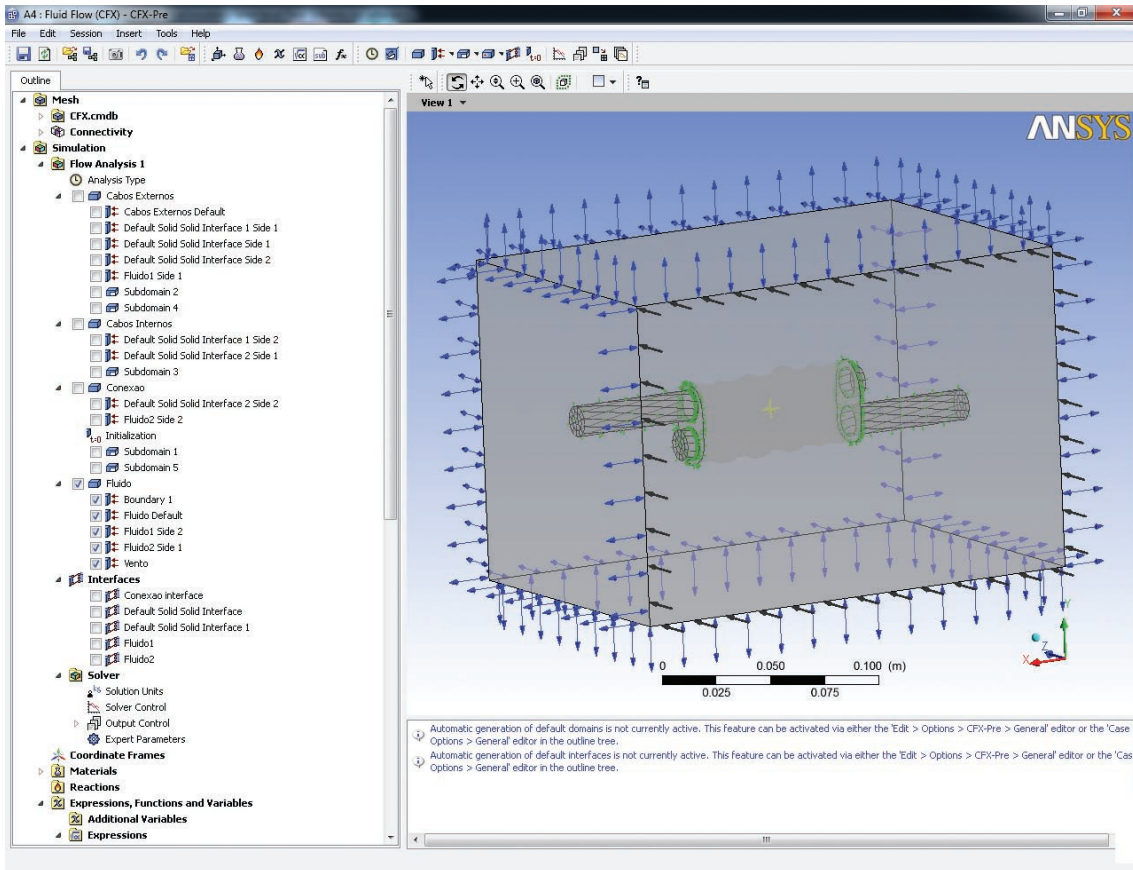 A4 : Fluid Flow (CFX) - CFX-Pre
File Edit Session Insert Tools Help
Outline
Mesh
CFX.cmdb
Connectivity
Simulation
Flow Analysis 1
Analysis Type
Cabos Externos
Cabos Externos Default
Default Solid Solid Interface 1 Side 1
Default Solid Solid Interface Side 1
Default Solid Solid Interface Side 2
Fluido1 Side 1
Subdomain 2
Subdomain 4
Cabos Internos
Default Solid Solid Interface 1 Side 2
Default Solid Solid Interface 2 Side 1
Subdomain 3
Conexao
Default Solid Solid Interface 2 Side 2
Fluido2 Side 2
t=0 Initialization
Subdomain 1
Subdomain 5
Fluido
Boundary 1
Fluido Default
Fluido1 Side 2
Fluido2 Side 1
Vento
Interfaces
Conexao interface
Default Solid Solid Interface
Default Solid Solid Interface 1
Fluido1
Fluido2
Solver
Solution Units
Solver Control
Output Control
Expert Parameters
Coordinate Frames
Materials
Reactions
Expressions, Functions and Variables
Additional Variables
Expressions
View 1
ANSYS
Y
Z
X
0 0.050 0.100 (m)
0.025 0.075
Automatic generation of default domains is not currently active. This feature can be activated via either the 'Edit > Options > CFX-Pre > General' editor or the 'Case
Options > General' editor in the outline tree.
Automatic generation of default interfaces is not currently active. This feature can be activated via either the 'Edit > Options > CFX-Pre > General' editor or the 'Cas
Options > General' editor in the outline tree.